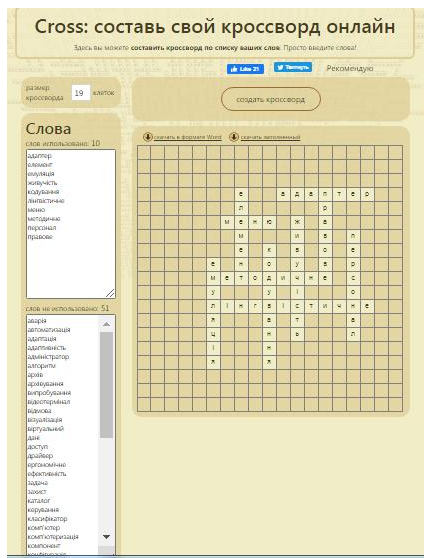 Cross: составь свой кроссворд онлайн
Здесь вы можете составить кроссворд по списку ваших слов. Просто введите слова!
Like 21
Твитнуть
Рекомендую
размер кроссворда 19 клеток
создать кроссворд
Слова
слов использовано: 10
адаптер
елемент
емуляція
живучість
кодування
лінгвістичне
меню
методичне
персонал
правове
слов не использовано: 51
аварія
автоматизація
адаптація
адаптивність
адміністратор
алгоритм
архів
архівування
випробування
відеотермінал
відмова
візуалізація
віртуальний
дані
доступ
драйвер
ергономічне
ефективність
задача
захист
каталог
керування
класифікатор
комп'ютер
комп'ютеризація
компонент
скачать в формате Word
скачать заполненный
е а д а п т е р
л р
м е н ю ж а
м и в п
е к в о е
е н о у в р
м е т о д и ч н е с
у у і о
л і н г в і с т и ч н е
я а т а
ц н ь л
і н
я я